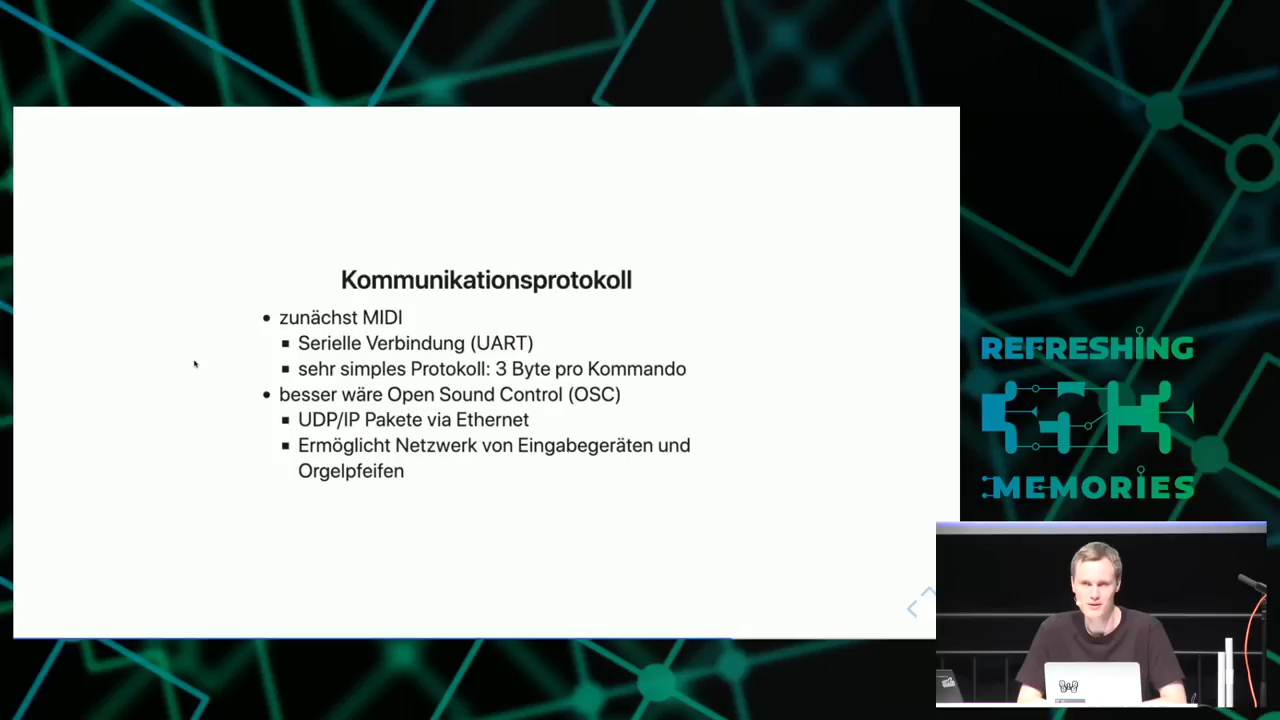 Kommunikationsprotokoll
• zunächst MIDI
▪ Serielle Verbindung (UART)
▪ sehr simples Protokoll: 3 Byte pro Kommando
• besser wäre Open Sound Control (OSC)
▪ UDP/IP Pakete via Ethernet
▪ Ermöglicht Netzwerk von Eingabegeräten und
Orgelpfeifen
REFRESHING
MEMORIES